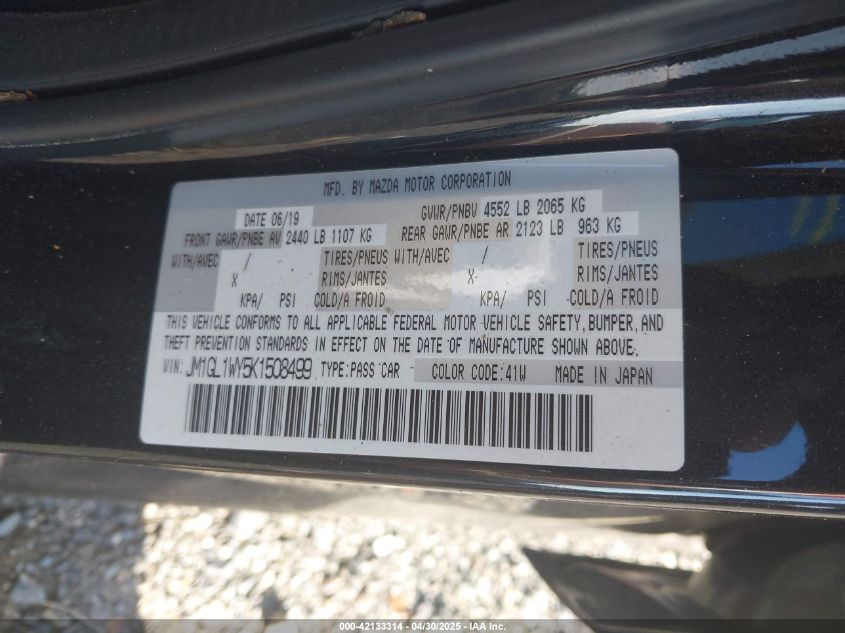 MFD. BY MAZDA MOTOR CORPORATION
DATE 06/19 GVWR/PNBV 4552 LB 2065 KG
FRONT GAWR/PNBE AV 2440 LB 1107 KG REAR GAWR/PNBE AR 2123 LB 963 KG
WITH/AVEC / TIRES/PNEUS WITH/AVEC / TIRES/PNEUS
X RIMS/JANTES X RIMS/JANTES
KPA/ PSI COLD/A FROID KPA/ PSI COLD/A FROID
THIS VEHICLE CONFORMS TO ALL APPLICABLE FEDERAL MOTOR VEHICLE SAFETY, BUMPER, AND
THEFT PREVENTION STANDARDS IN EFFECT ON THE DATE OF MANUFACTURE SHOWN ABOVE.
VIN: JM1GL1WY5K1508499 TYPE:PASS CAR COLOR CODE:41W MADE IN JAPAN
000-42133314 - 04/30/2025 - IAA Inc.